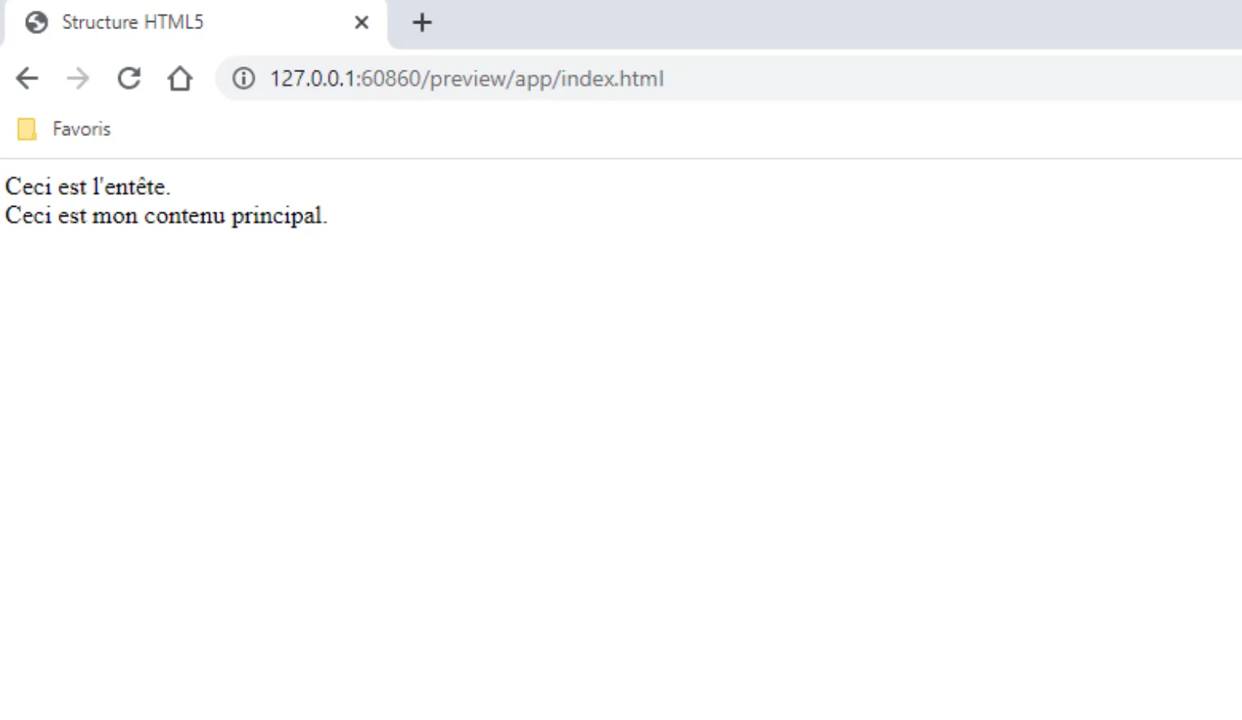 Structure HTML5
127.0.0.1:60860/preview/app/index.html
Favoris
Ceci est l'entête.
Ceci est mon contenu principal.